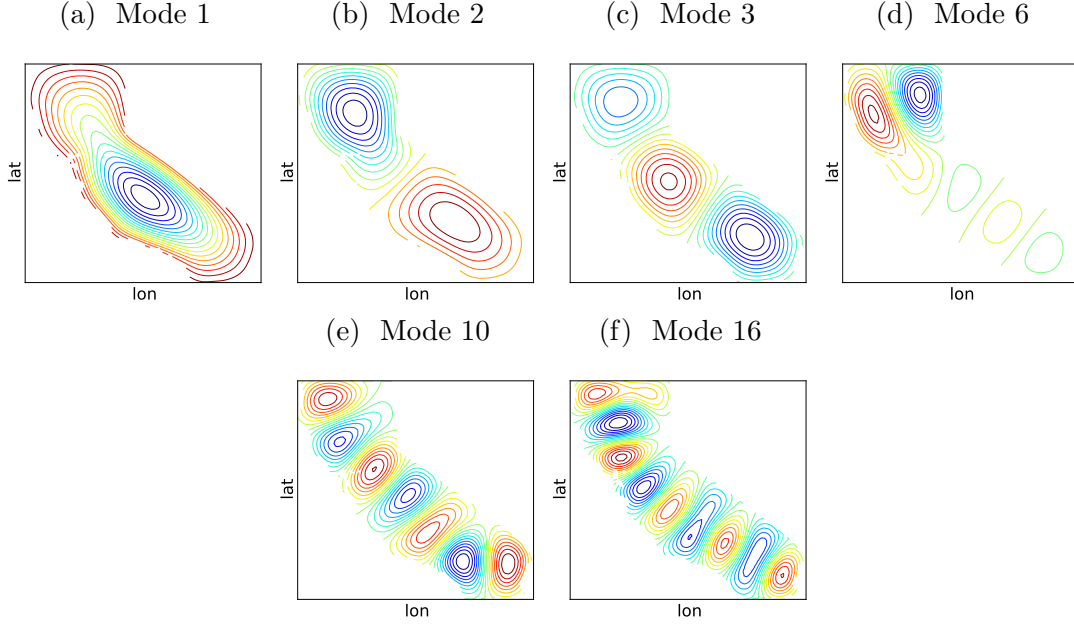 (a) Mode 1
(b) Mode 2
(c) Mode 3
(d) Mode 6
lat
lon
lat
lon
lat
lon
lat
lon
(e) Mode 10
(f) Mode 16
lat
lon
lat
lon